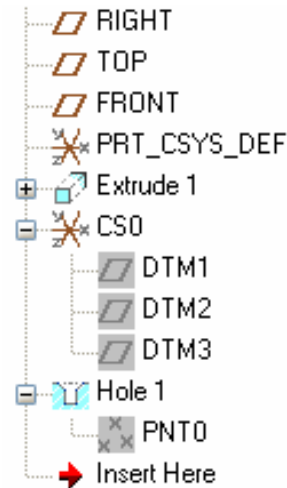 RIGHT
TOP
FRONT
PRT_CSYS_DEF
Extrude 1
CS0
DTM1
DTM2
DTM3
Hole 1
PNT0
Insert Here